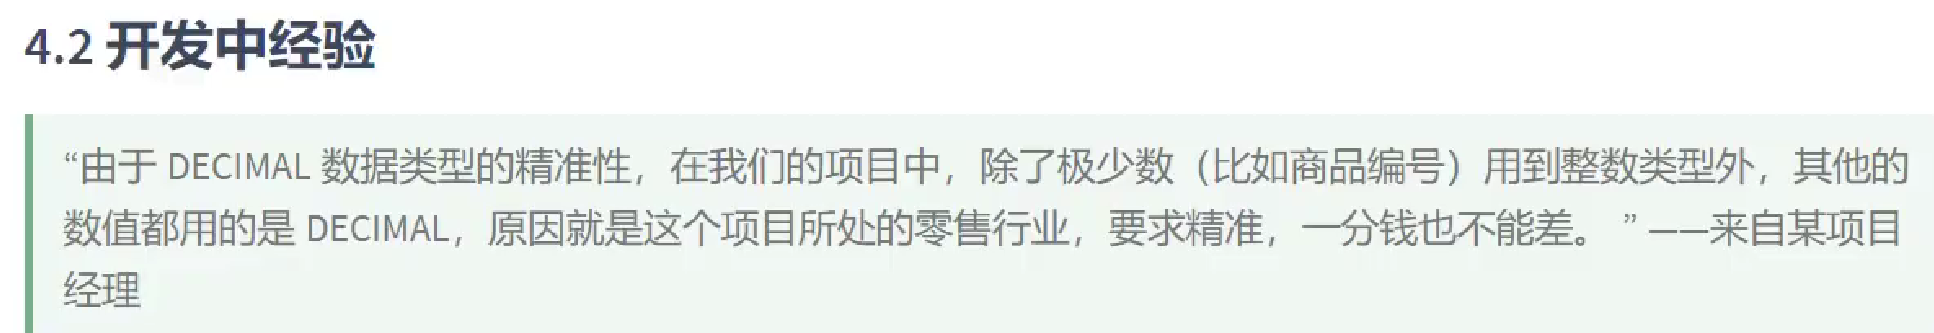 4.2 开发中经验
“由于 DECIMAL 数据类型的精准性，在我们的项目中，除了极少数（比如商品编号）用到整数类型外，其他的
数值都用的是 DECIMAL，原因就是这个项目所处的零售行业，要求精准，一分钱也不能差。 ” ——来自某项目
经理